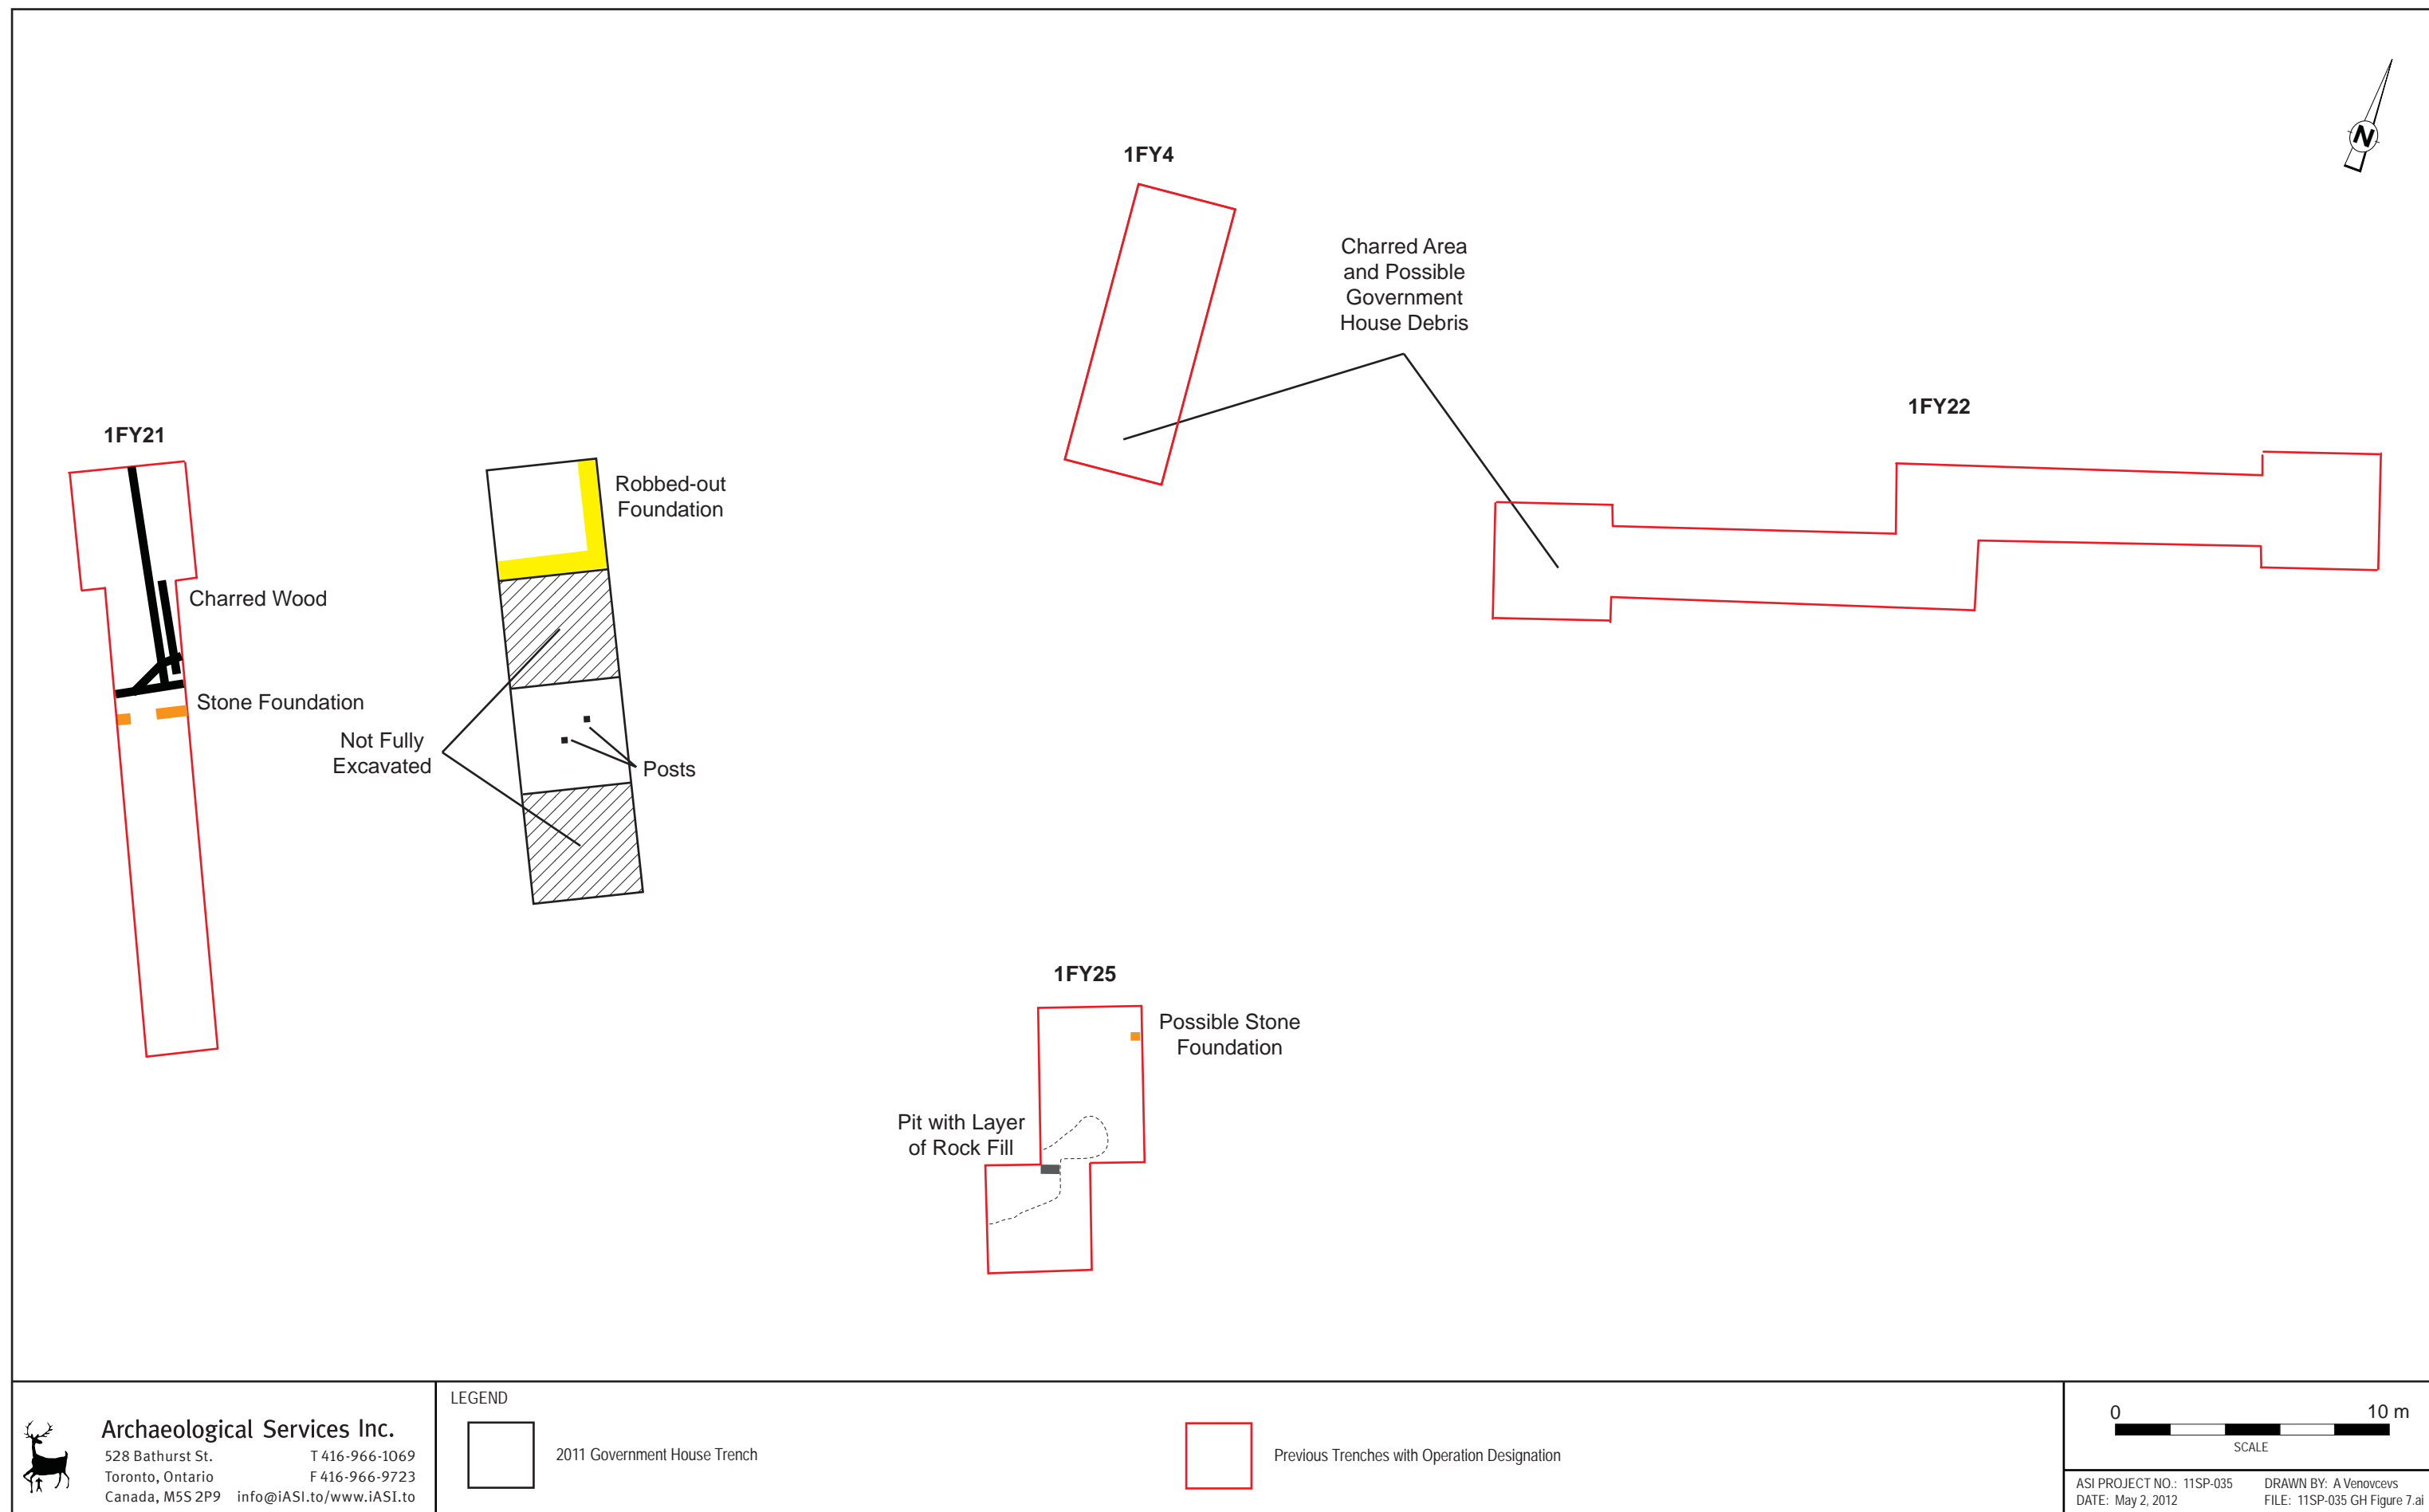 N
1FY4
Charred Area
and Possible
Government
House Debris
1FY22
1FY21
Robbed-out
Foundation
Charred Wood
Stone Foundation
Not Fully
Excavated
Posts
1FY25
Possible Stone
Foundation
Pit with Layer
of Rock Fill
Archaeological Services Inc.
528 Bathurst St. T 416-966-1069
Toronto, Ontario F 416-966-9723
Canada, M5S 2P9 info@iASI.to/www.iASI.to
LEGEND
2011 Government House Trench
Previous Trenches with Operation Designation
0 10 m
SCALE
ASI PROJECT NO.: 11SP-035 DRAWN BY: A Venovcevs
DATE: May 2, 2012 FILE: 11SP-035 GH Figure 7.ai